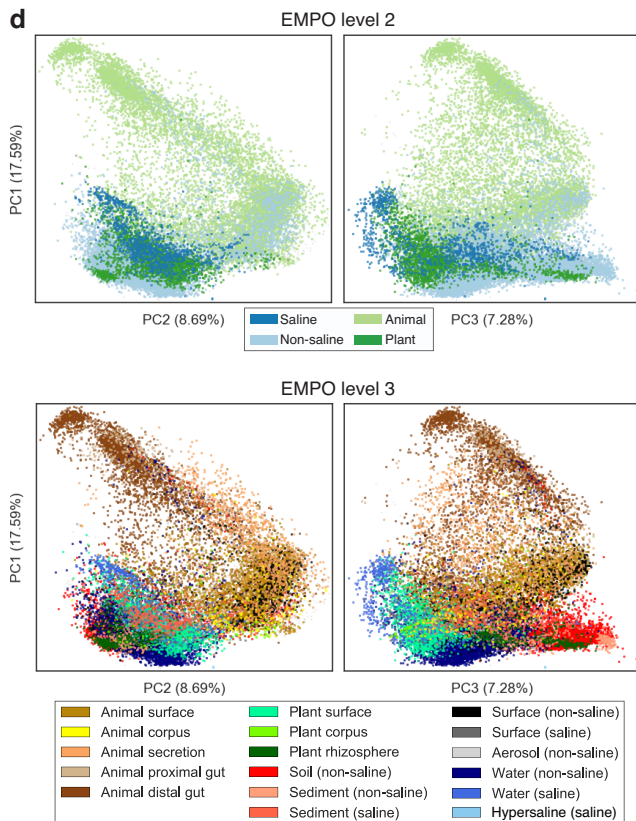 d
EMPO level 2
PC1 (17.59%)
PC2 (8.69%)
PC3 (7.28%)
Saline
Animal
Non-saline
Plant
EMPO level 3
PC1 (17.59%)
PC2 (8.69%)
PC3 (7.28%)
Animal surface
Animal corpus
Animal secretion
Animal proximal gut
Animal distal gut
Plant surface
Plant corpus
Plant rhizosphere
Soil (non-saline)
Sediment (non-saline)
Sediment (saline)
Surface (non-saline)
Surface (saline)
Aerosol (non-saline)
Water (non-saline)
Water (saline)
Hypersaline (saline)